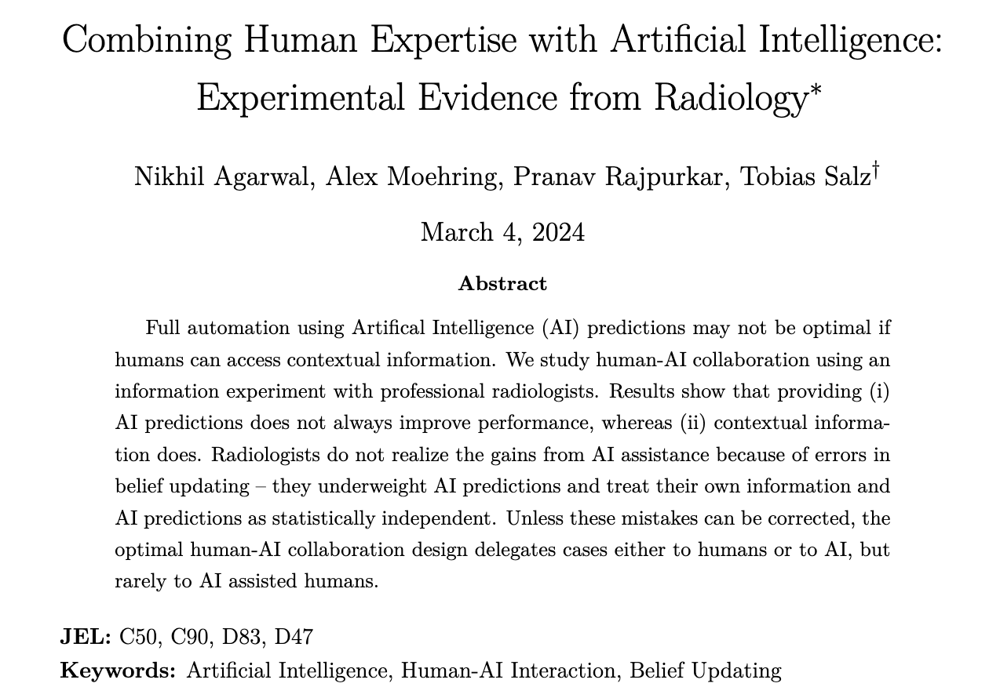 Combining Human Expertise with Artificial Intelligence:
Experimental Evidence from Radiology*
Nikhil Agarwal, Alex Moehring, Pranav Rajpurkar, Tobias Salz†
March 4, 2024
Abstract
Full automation using Artifical Intelligence (AI) predictions may not be optimal if
humans can access contextual information. We study human-AI collaboration using an
information experiment with professional radiologists. Results show that providing (i)
AI predictions does not always improve performance, whereas (ii) contextual informa-
tion does. Radiologists do not realize the gains from AI assistance because of errors in
belief updating – they underweight AI predictions and treat their own information and
AI predictions as statistically independent. Unless these mistakes can be corrected, the
optimal human-AI collaboration design delegates cases either to humans or to AI, but
rarely to AI assisted humans.
JEL: C50, C90, D83, D47
Keywords: Artificial Intelligence, Human-AI Interaction, Belief Updating